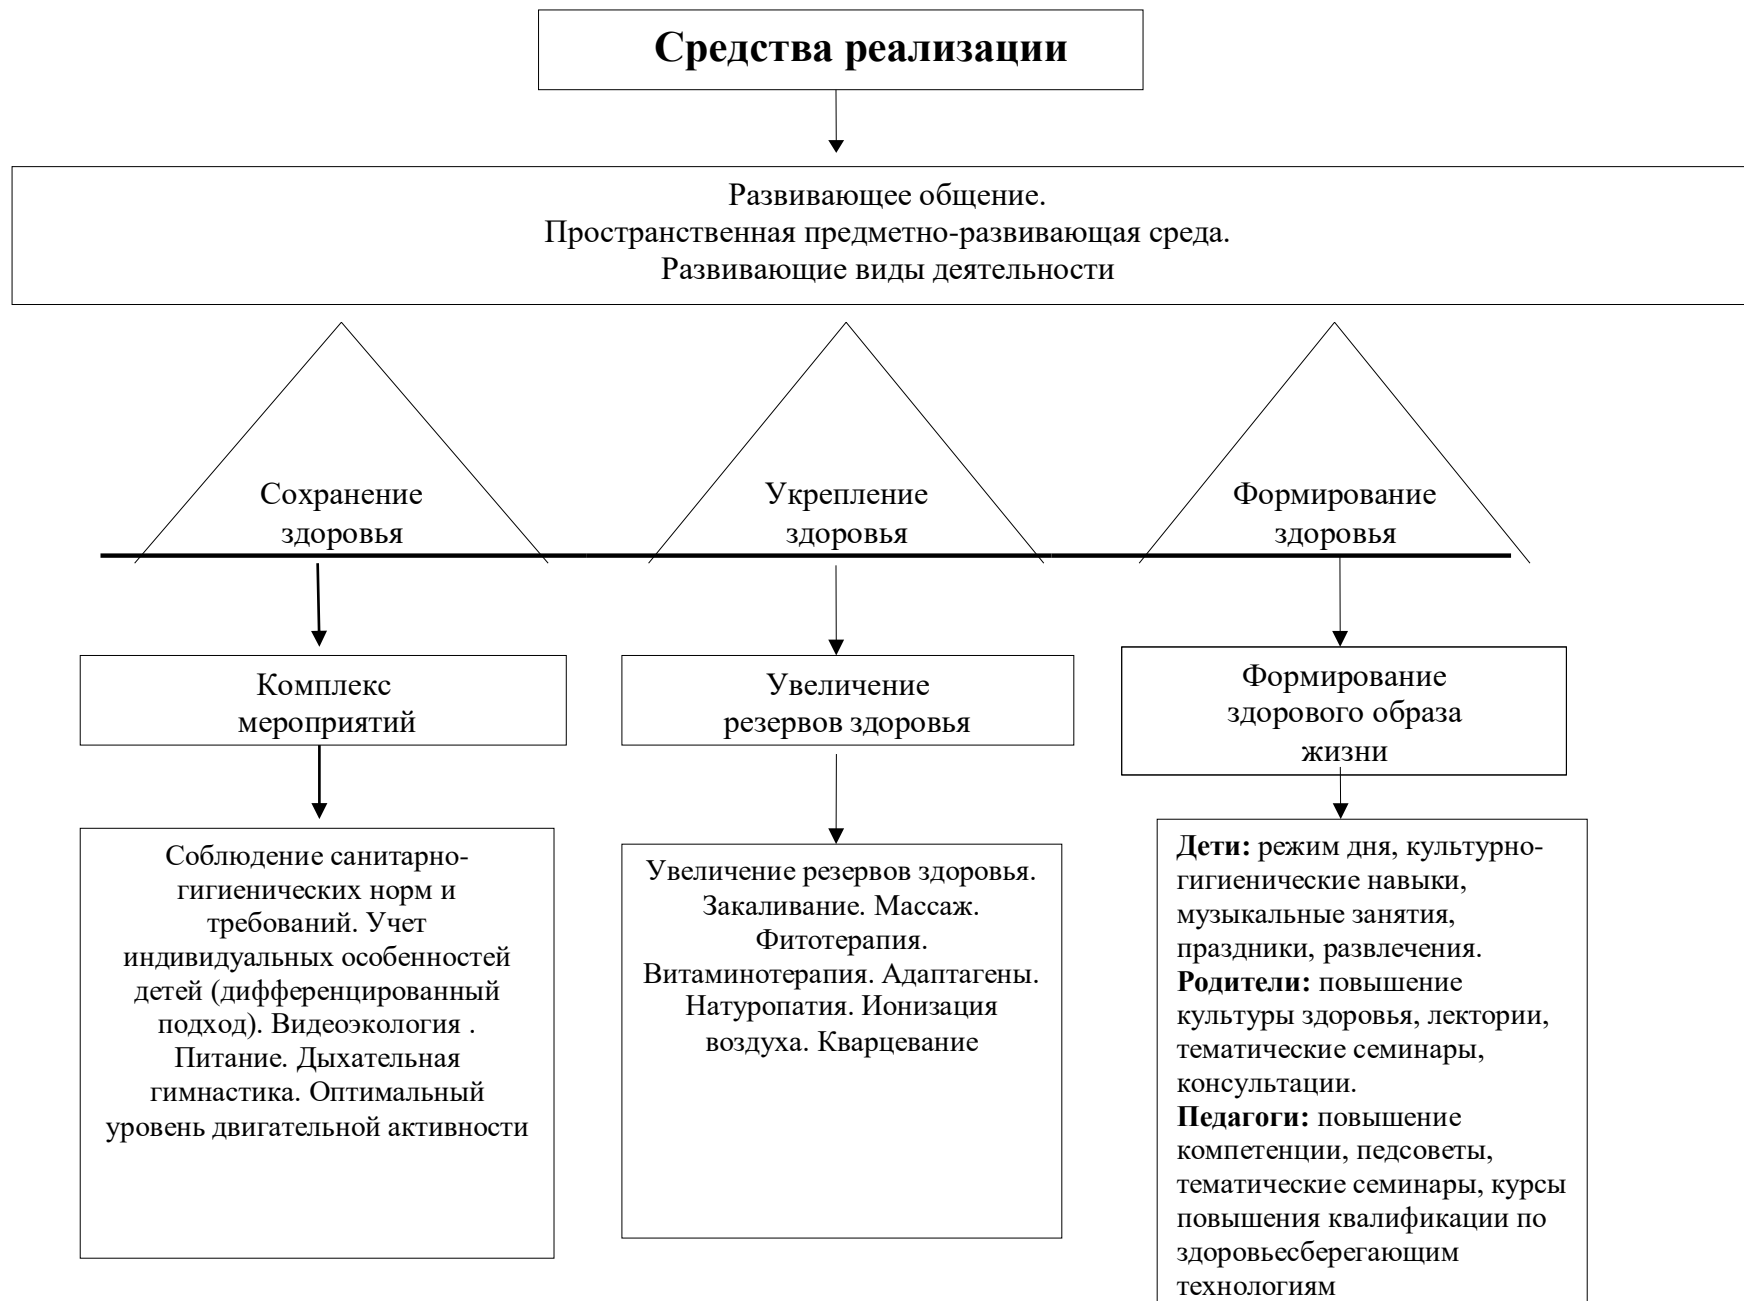 Средства реализации
Развивающее общение.
Пространственная предметно-развивающая среда.
Развивающие виды деятельности
Сохранение
здоровья
Укрепление
здоровья
Формирование
здоровья
Комплекс
мероприятий
Увеличение
резервов здоровья
Формирование
здорового образа
жизни
Соблюдение санитарно-
гигиенических норм и
требований. Учет
индивидуальных особенностей
детей (дифференцированный
подход). Видеоэкология .
Питание. Дыхательная
гимнастика. Оптимальный
уровень двигательной активности
Увеличение резервов здоровья.
Закаливание. Массаж.
Фитотерапия.
Витаминотерапия. Адаптагены.
Натуропатия. Ионизация
воздуха. Кварцевание
Дети: режим дня, культурно-
гигиенические навыки,
музыкальные занятия,
праздники, развлечения.
Родители: повышение
культуры здоровья, лектории,
тематические семинары,
консультации.
Педагоги: повышение
компетенции, педсоветы,
тематические семинары, курсы
повышения квалификации по
здоровьесберегающим
технологиям